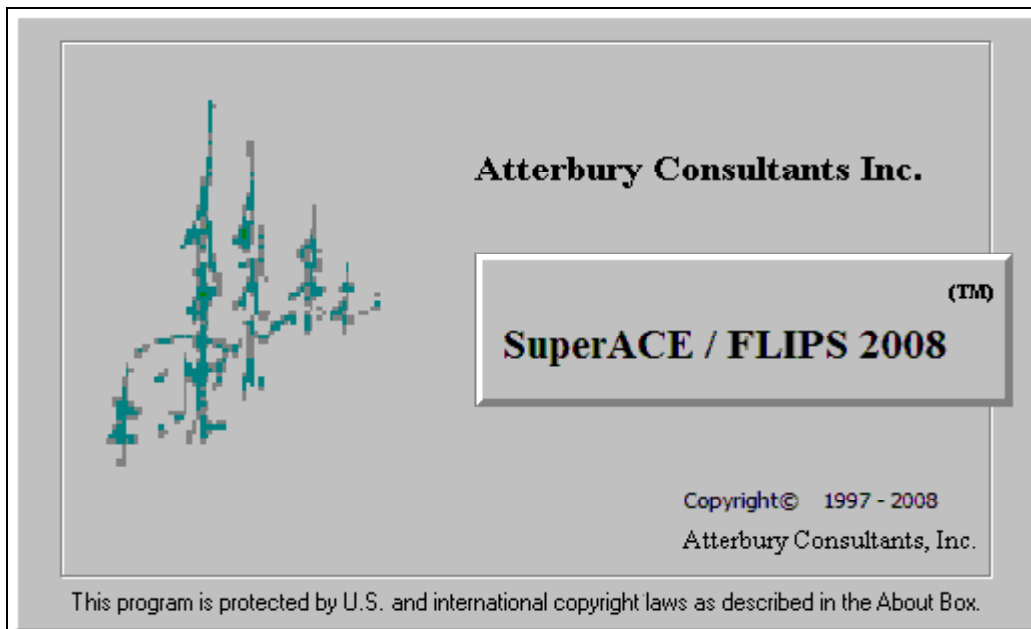 Atterbury Consultants Inc.
(TM)
SuperACE / FLIPS 2008
Copyright© 1997 - 2008
Atterbury Consultants, Inc.
This program is protected by U.S. and international copyright laws as described in the About Box.